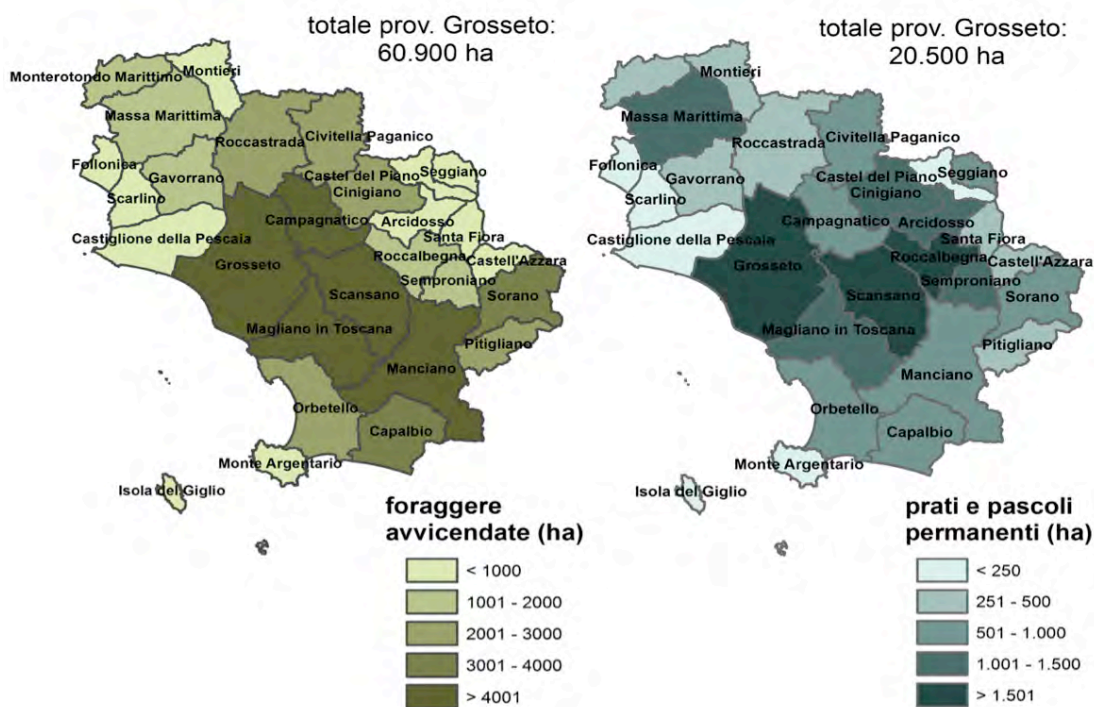 totale prov. Grosseto:
60.900 ha
Monterotondo Marittimo
Montieri
Massa Marittima
Roccastrada
Civitella Paganico
Follonica
Gavorrano
Castel del Piano
Seggiano
Scarlino
Cinigiano
Campagnatico
Arcidosso
Castiglione della Pescaia
Santa Fiora
Roccalbegna
Castell'Azzara
Grosseto
Semproniano
Scansano
Sorano
Magliano in Toscana
Pitigliano
Manciano
Orbetello
Capalbio
Monte Argentario
Isola del Giglio
foraggere
avvicendate (ha)
< 1000
1001 - 2000
2001 - 3000
3001 - 4000
> 4001
totale prov. Grosseto:
20.500 ha
Montieri
Massa Marittima
Civitella Paganico
Roccastrada
Follonica
Seggiano
Gavorrano
Castel del Piano
Cinigiano
Scarlino
Campagnatico
Arcidosso
Castiglione della Pescaia
Santa Fiora
Roccalbegna
Castell'Azzara
Grosseto
Semproniano
Scansano
Sorano
Magliano in Toscana
Pitigliano
Manciano
Orbetello
Capalbio
Monte Argentario
Isola del Giglio
prati e pascoli
permanenti (ha)
< 250
251 - 500
501 - 1.000
1.001 - 1.500
> 1.501